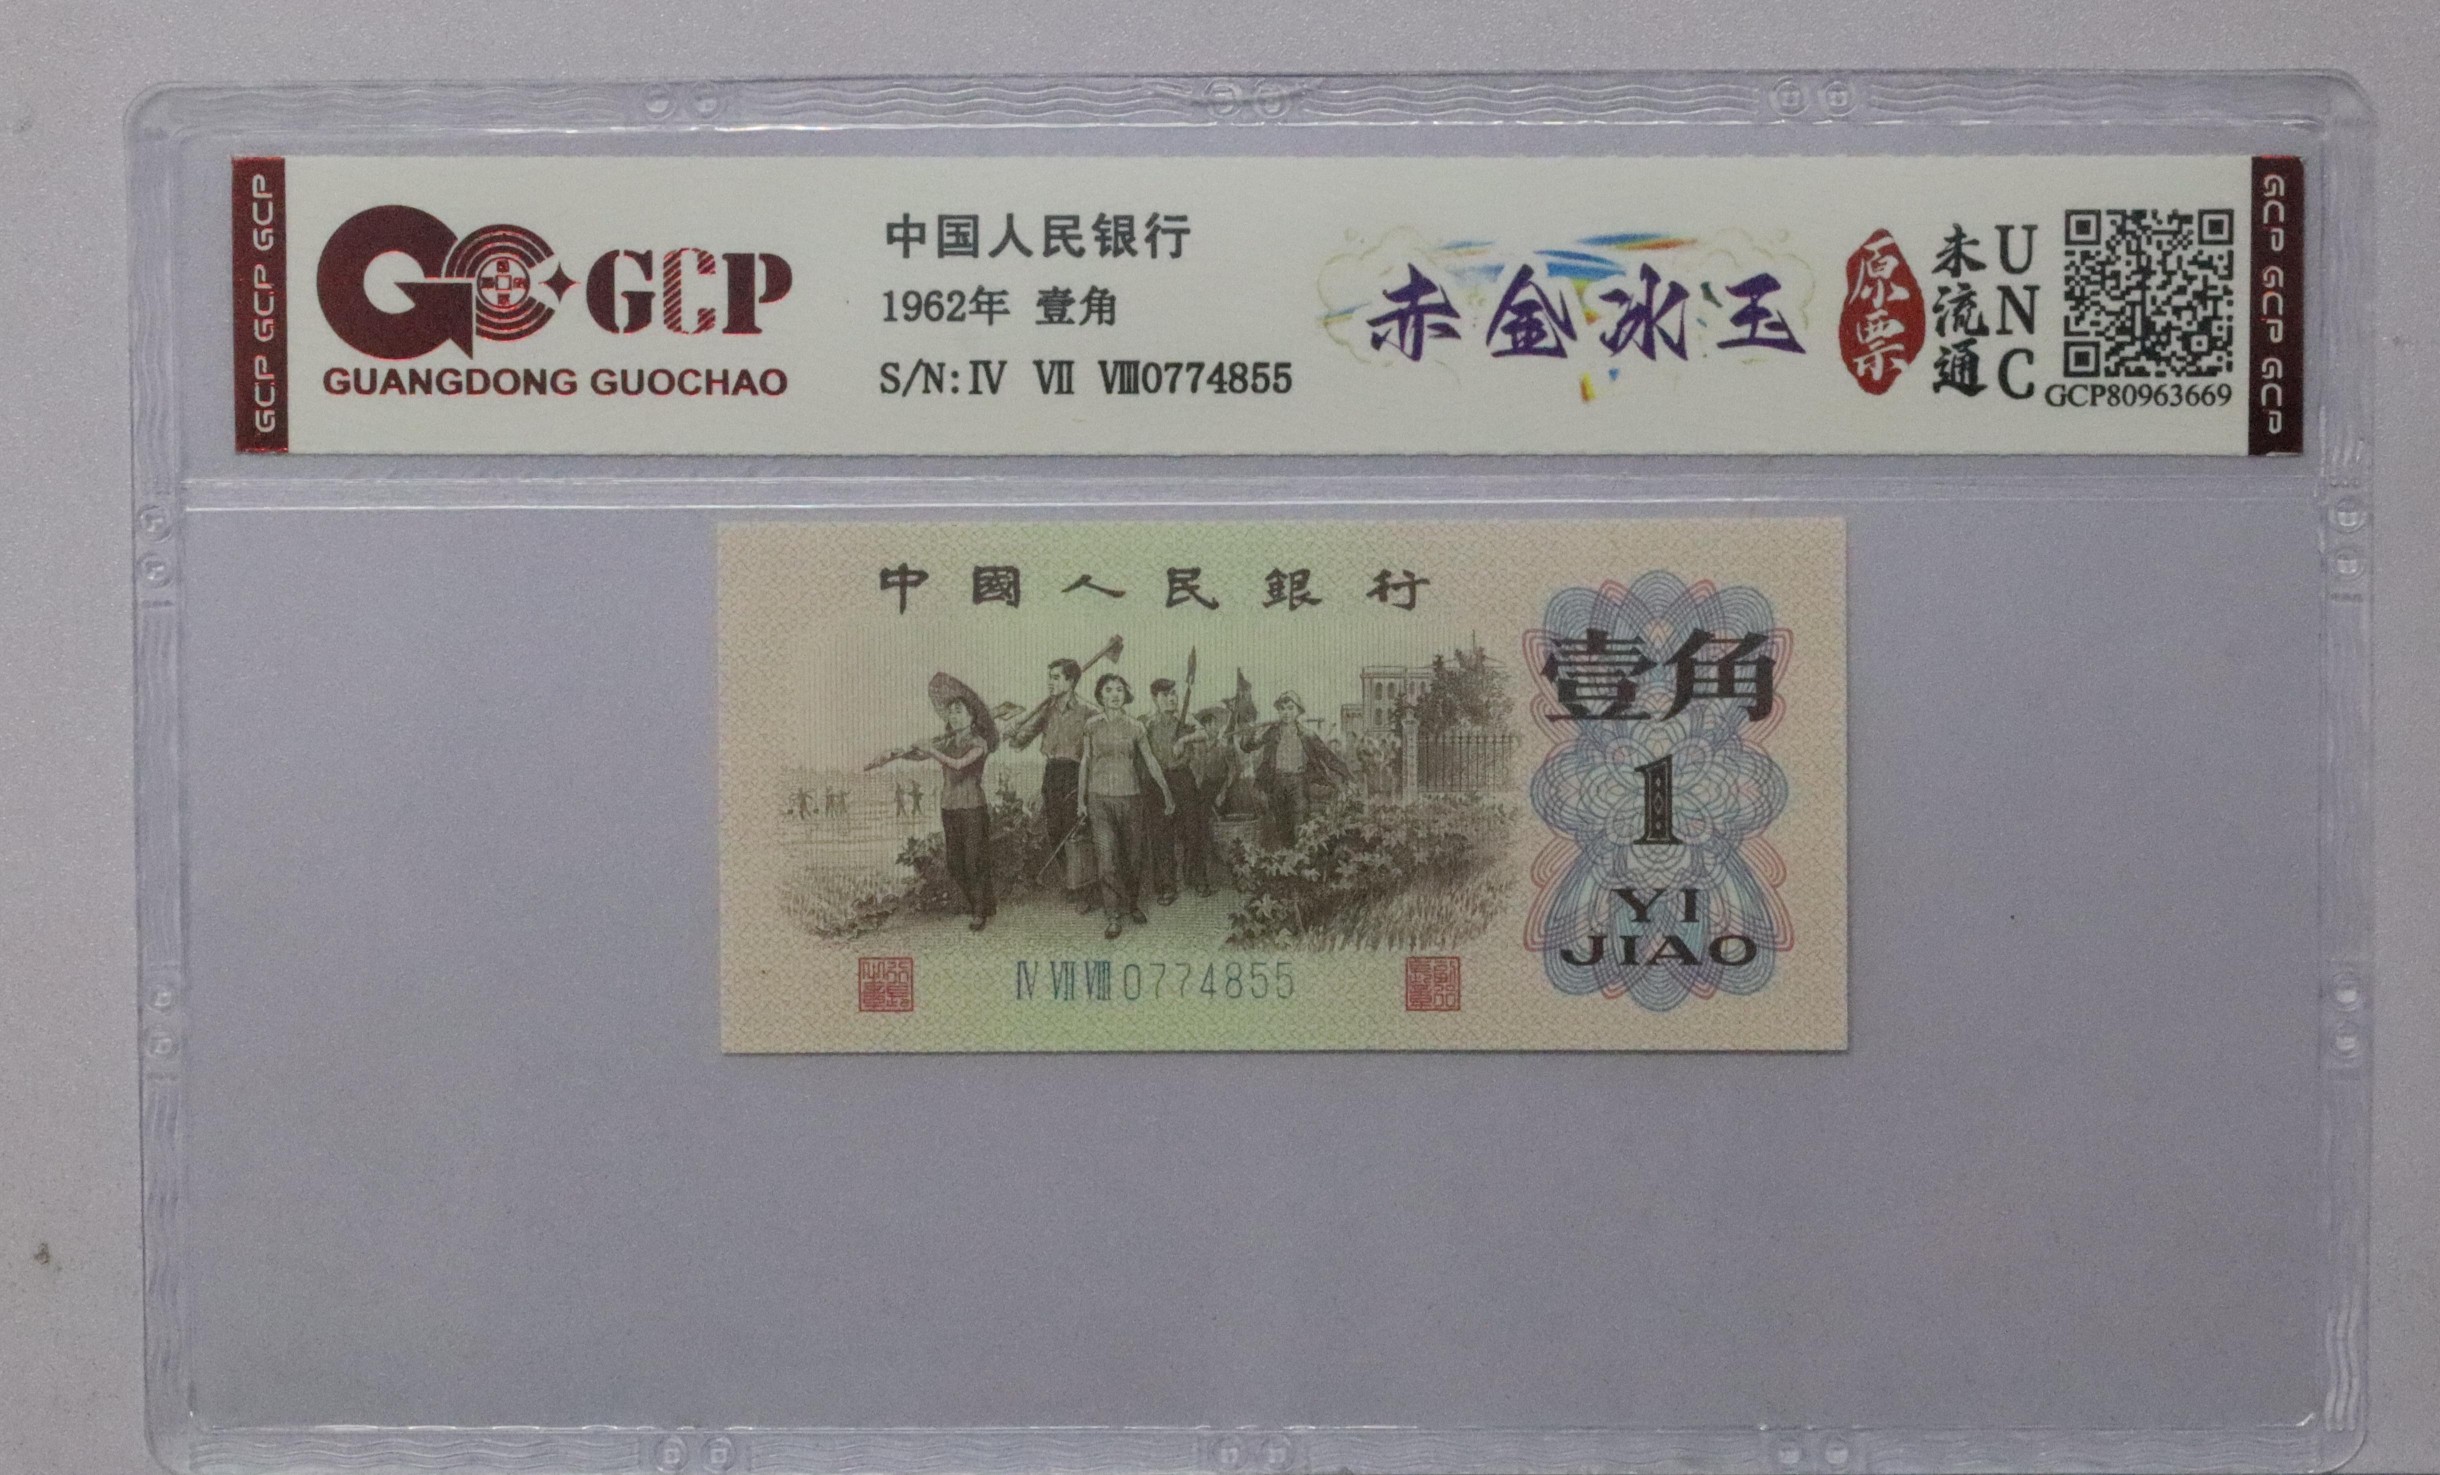 GCP GCP GCP
GCP
GUANGDONG GUOCHAO
中国人民银行
1962年 壹角
S/N:Ⅳ Ⅶ Ⅷ0774855
赤金冰玉
原票
未流通
UNC
GCP80963669
GCP GCP GCP
中國人民銀行
壹角
1
YI
JIAO
Ⅳ Ⅶ Ⅷ 0774855